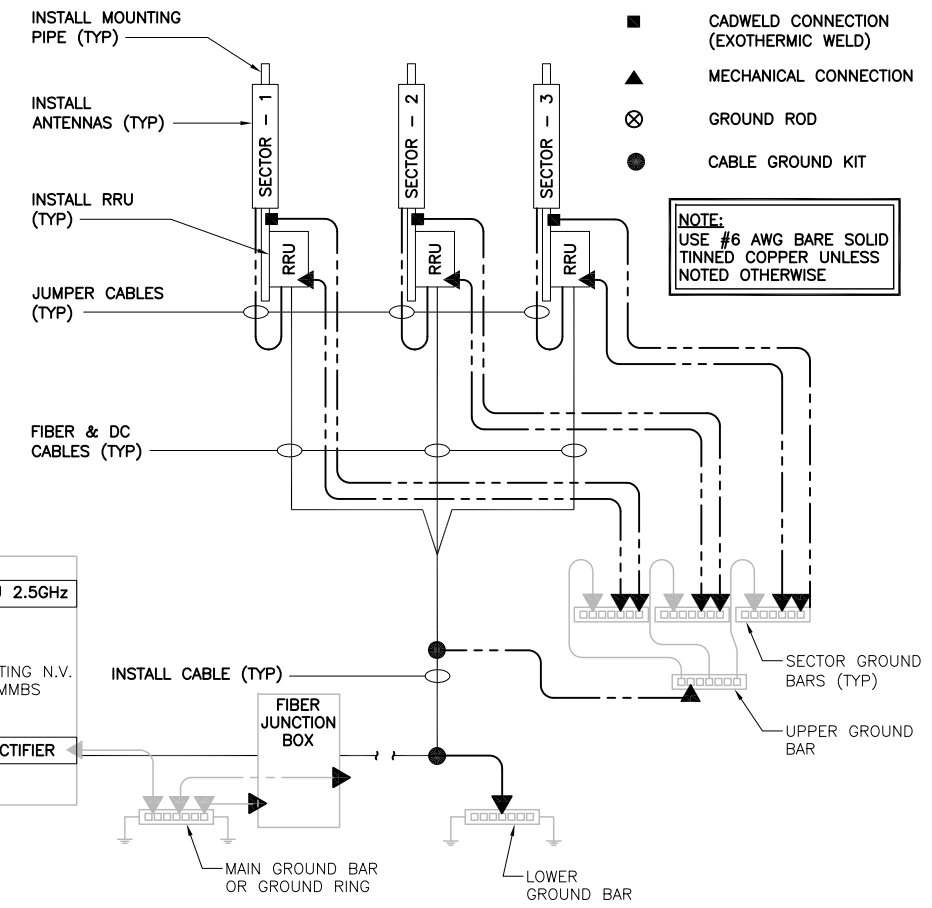 INSTALL MOUNTING
PIPE (TYP)
INSTALL
ANTENNAS (TYP)
INSTALL RRU
(TYP)
JUMPER CABLES
(TYP)
FIBER & DC
CABLES (TYP)
SECTOR - 1
SECTOR - 2
SECTOR - 3
RRU
RRU
RRU
CADWELD CONNECTION
(EXOTHERMIC WELD)
MECHANICAL CONNECTION
GROUND ROD
CABLE GROUND KIT
NOTE:
USE #6 AWG BARE SOLID
TINNED COPPER UNLESS
NOTED OTHERWISE
2.5GHz
TING N.V.
MMBS
CTIFIER
INSTALL CABLE (TYP)
FIBER
JUNCTION
BOX
SECTOR GROUND
BARS (TYP)
UPPER GROUND
BAR
MAIN GROUND BAR
OR GROUND RING
LOWER
GROUND BAR